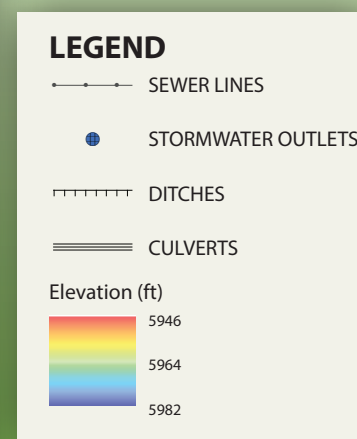 LEGEND
SEWER LINES
STORMWATER OUTLETS
DITCHES
CULVERTS
Elevation (ft)
5946
5964
5982